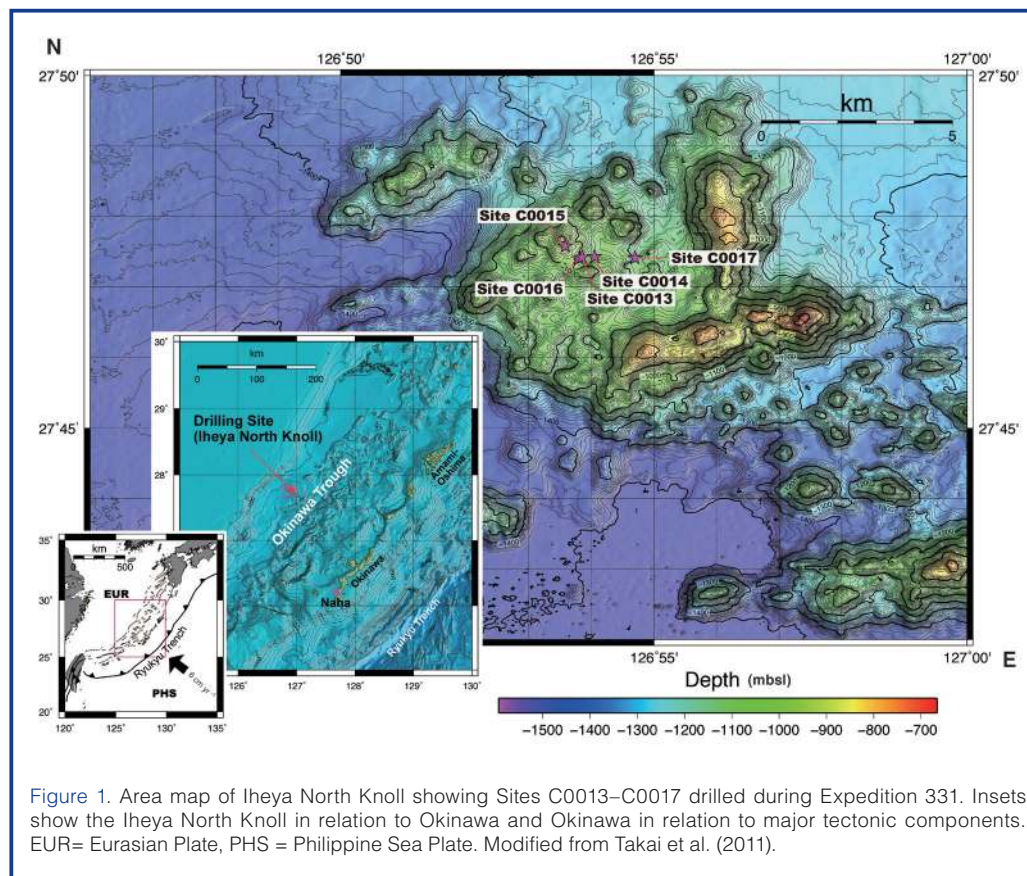 N
126˚50'
126˚55'
127˚00'
27˚50'
27˚50'
km
0 5
Site C0015
Site C0017
Site C0014
Site C0016
Site C0013
27˚45'
27˚45'
126˚55'
127˚00'
E
30˚
29˚
28˚
km
0 100 200
Drilling Site
(Iheya North Knoll)
Okinawa Trough
Amami-
Oshima
Okinawa
Naha
Ryukyu Trench
126˚ 127˚ 128˚ 129˚ 130˚
km
500
35˚
30˚
25˚
20˚
EUR
Ryukyu Trench
PHS
6 cm yr⁻¹
120˚ 125˚ 130˚ 135˚
Depth (mbsl)
−1500 −1400 −1300 −1200 −1100 −1000 −900 −800 −700
Figure 1. Area map of Iheya North Knoll showing Sites C0013–C0017 drilled during Expedition 331. Insets
show the Iheya North Knoll in relation to Okinawa and Okinawa in relation to major tectonic components.
EUR= Eurasian Plate, PHS = Philippine Sea Plate. Modified from Takai et al. (2011).